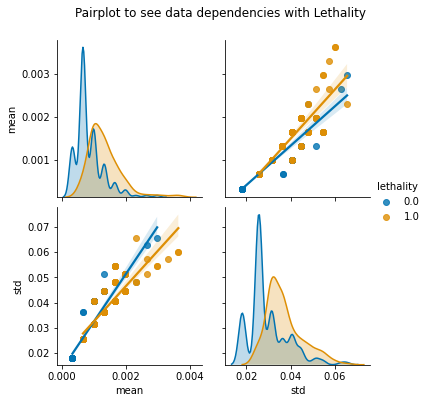 Pairplot to see data dependencies with Lethality
0.003
0.002
0.001
mean
lethality
0.0
1.0
0.07
0.06
0.05
0.04
0.03
0.02
std
0.000 0.002 0.004
mean
0.02 0.04 0.06
std